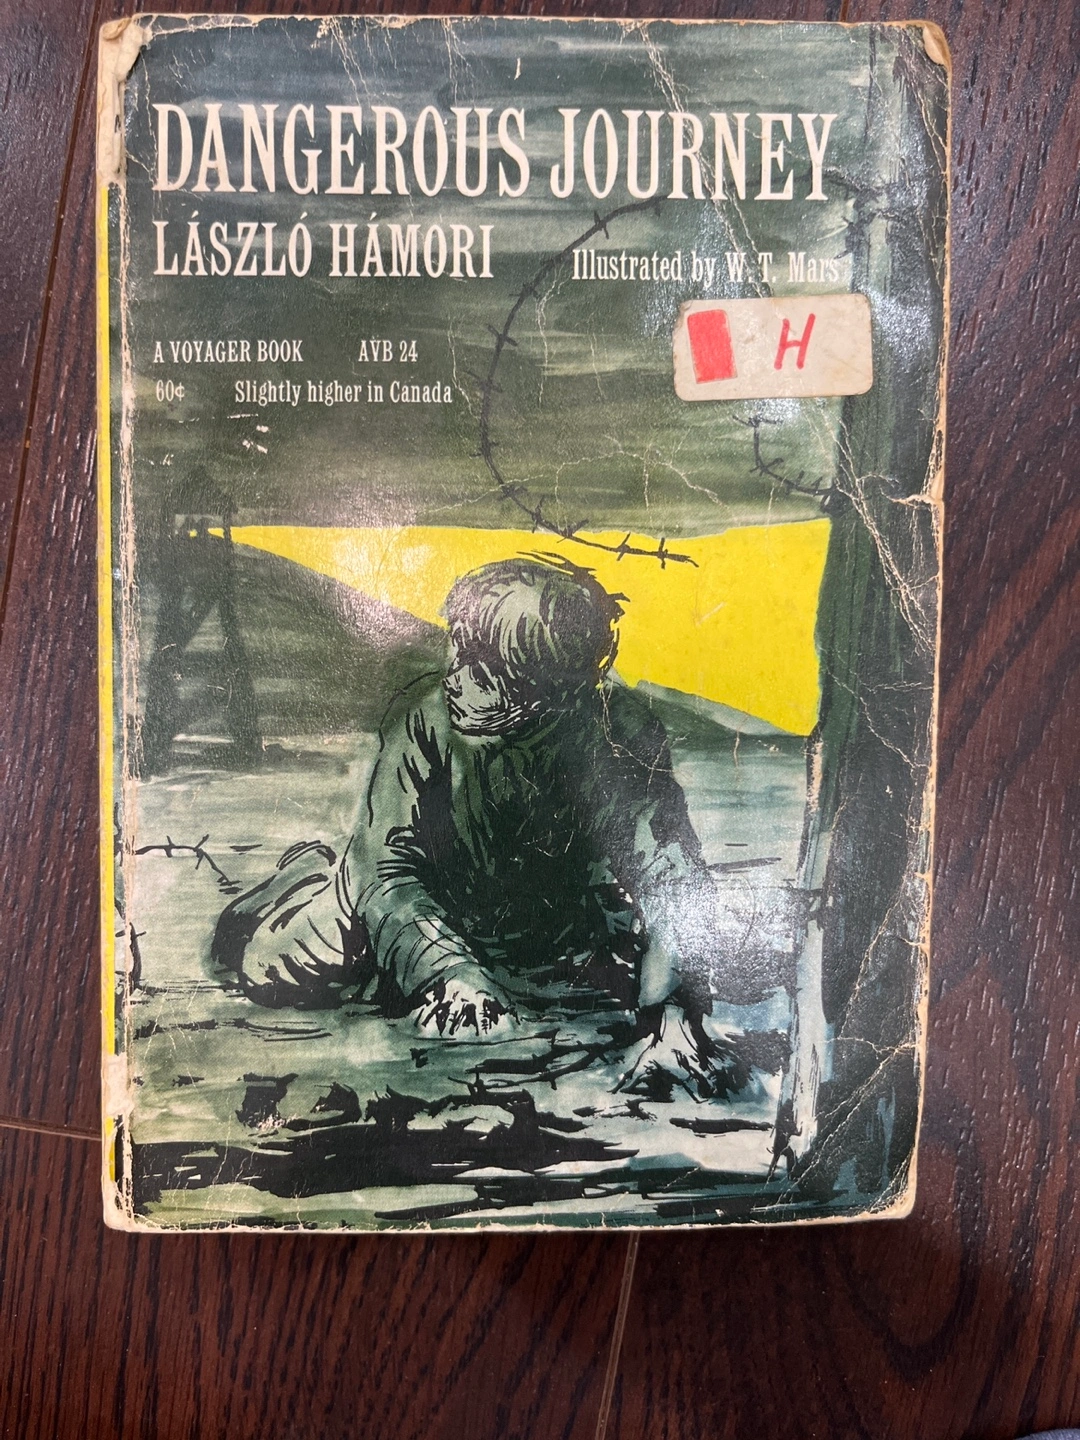 DANGEROUS JOURNEY
LÁSZLÓ HÁMORI
Illustrated by W. T. Mars
A VOYAGER BOOK AVB 24
60¢ Slightly higher in Canada
H